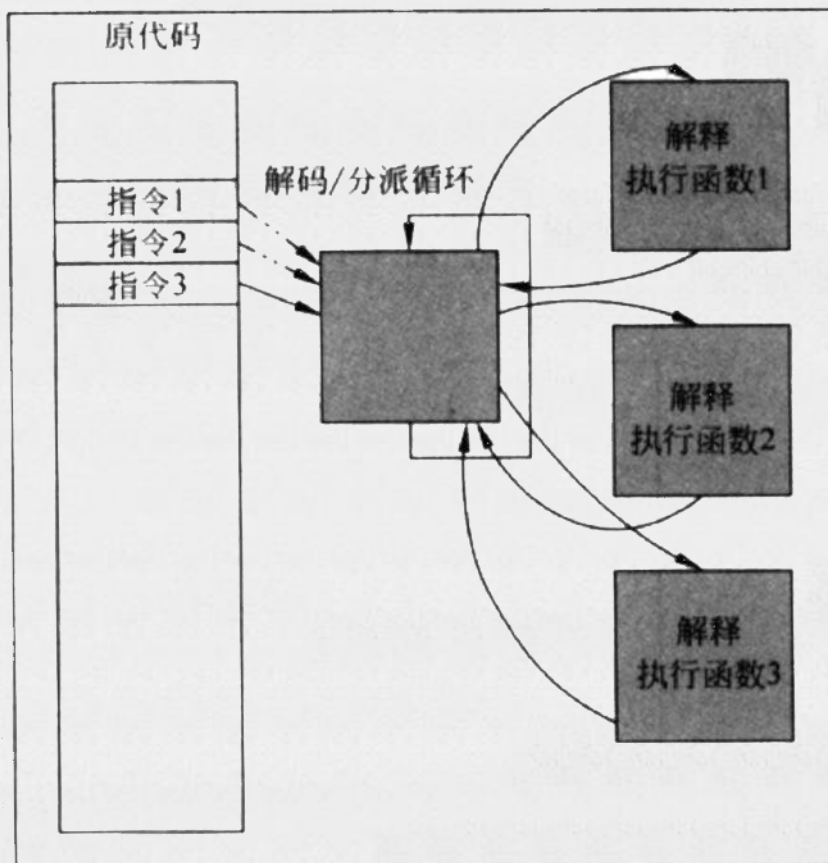 原代码
指令1
指令2
指令3
解码/分派循环
解释
执行函数1
解释
执行函数2
解释
执行函数3